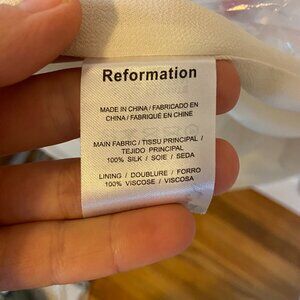 Reformation
MADE IN CHINA / FABRICADO EN
CHINA / FABRIQUÉ EN CHINE
MAIN FABRIC / TISSU PRINCIPAL /
TEJIDO PRINCIPAL
100% SILK / SOIE / SEDA
LINING / DOUBLURE / FORRO
100% VISCOSE / VISCOSA